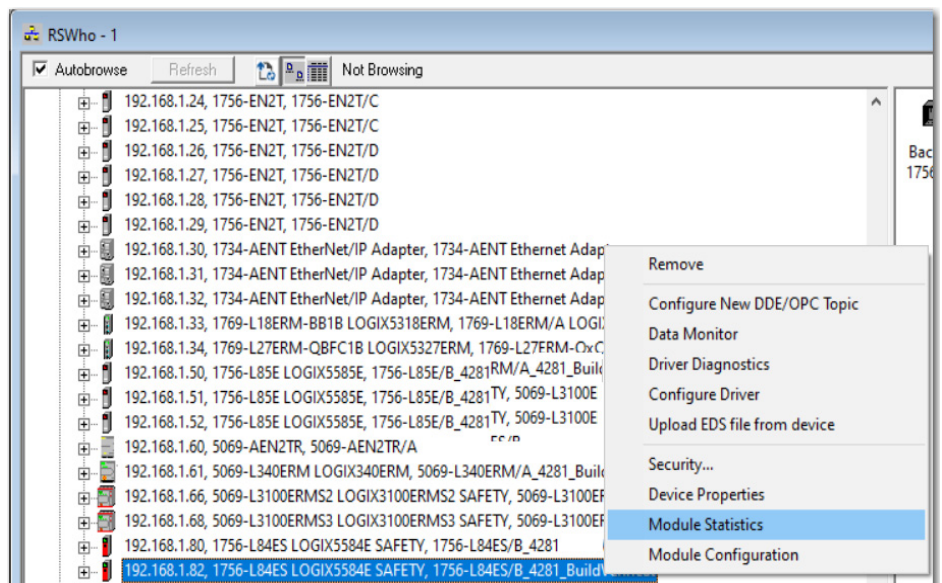 RSWho - 1
Autobrowse Refresh Not Browsing
192.168.1.24, 1756-EN2T, 1756-EN2T/C
192.168.1.25, 1756-EN2T, 1756-EN2T/C
192.168.1.26, 1756-EN2T, 1756-EN2T/D
192.168.1.27, 1756-EN2T, 1756-EN2T/D
192.168.1.28, 1756-EN2T, 1756-EN2T/D
192.168.1.29, 1756-EN2T, 1756-EN2T/D
192.168.1.30, 1734-AENT EtherNet/IP Adapter, 1734-AENT Ethernet Adap
192.168.1.31, 1734-AENT EtherNet/IP Adapter, 1734-AENT Ethernet Adap
192.168.1.32, 1734-AENT EtherNet/IP Adapter, 1734-AENT Ethernet Adap
192.168.1.33, 1769-L18ERM-BB1B LOGIX5318ERM, 1769-L18ERM/A LOGI
192.168.1.34, 1769-L27ERM-QBFC1B LOGIX5327ERM, 1769-L27ERM-QxC
192.168.1.50, 1756-L85E LOGIX5585E, 1756-L85E/B_4281RM/A_4281_Build
192.168.1.51, 1756-L85E LOGIX5585E, 1756-L85E/B_4281TY, 5069-L3100E
192.168.1.52, 1756-L85E LOGIX5585E, 1756-L85E/B_4281TY, 5069-L3100E
192.168.1.60, 5069-AEN2TR, 5069-AEN2TR/A
192.168.1.61, 5069-L340ERM LOGIX340ERM, 5069-L340ERM/A_4281_Build
192.168.1.66, 5069-L3100ERMS2 LOGIX3100ERMS2 SAFETY, 5069-L3100ER
192.168.1.68, 5069-L3100ERMS3 LOGIX3100ERMS3 SAFETY, 5069-L3100ER
192.168.1.80, 1756-L84ES LOGIX5584E SAFETY, 1756-L84ES/B_4281
192.168.1.82, 1756-L84ES LOGIX5584E SAFETY, 1756-L84ES/B_4281
Bac
1756
Remove
Configure New DDE/OPC Topic
Data Monitor
Driver Diagnostics
Configure Driver
Upload EDS file from device
Security...
Device Properties
Module Statistics
Module Configuration